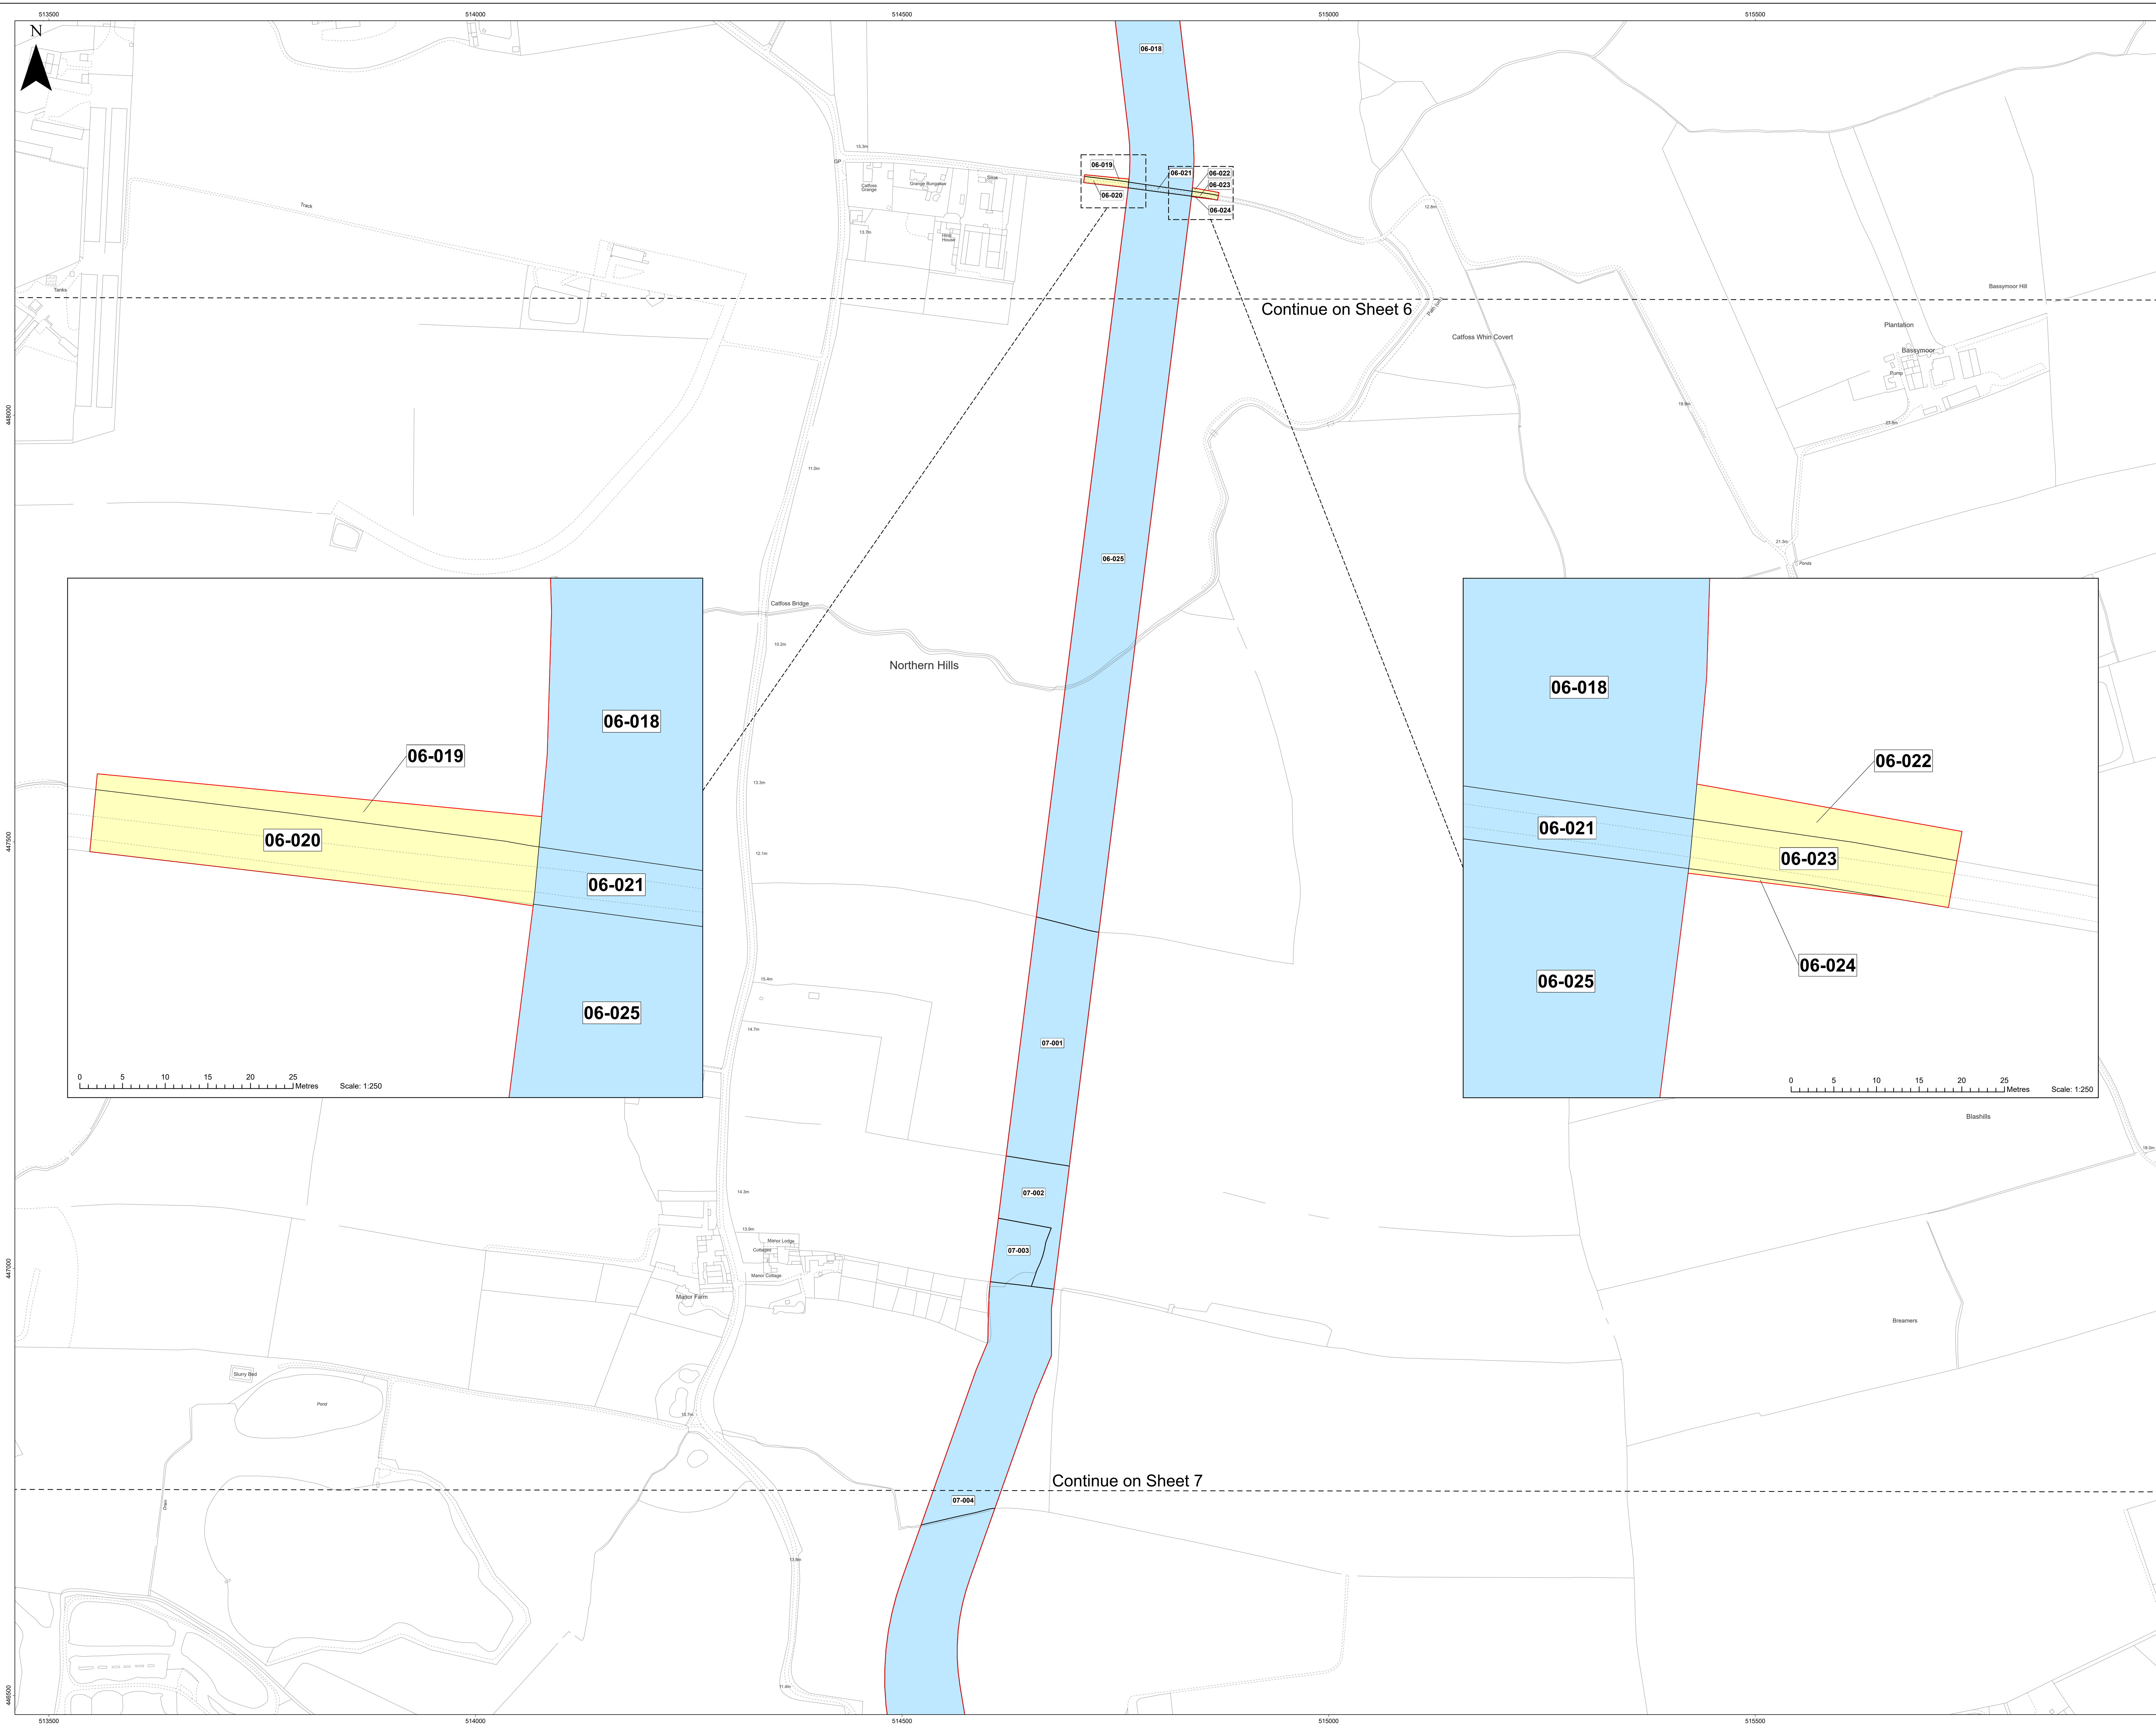 513500
514000
514500
515000
515500
N
06-018
15.3m
GP
06-019
06-021
06-022
06-023
06-020
06-024
Catfoss
Grange
Grange Bungalow
Silos
Track
12.8m
13.7m
Hind
House
Tanks
Bassymoor Hill
Continue on Sheet 6
Path (um)
Plantation
Catfoss Whin Covert
Bassymoor
Pump
448000
11.0m
21.3m
06-025
Ponds
Catfoss Bridge
10.2m
Northern Hills
06-018
06-018
06-019
06-022
13.3m
447500
06-020
06-021
06-021
06-023
12.1m
06-024
06-025
06-025
15.4m
14.7m
07-001
0 5 10 15 20 25
Metres
Scale: 1:250
0 5 10 15 20 25
Metres
Scale: 1:250
Blashills
14.3m
07-002
13.9m
Manor Lodge
Cottages
07-003
447000
Manor Cottage
Manor Farm
Breamers
Slurry Bed
Pond
Continue on Sheet 7
Drain
07-004
11.4m
446500
513500
514000
514500
515000
515500